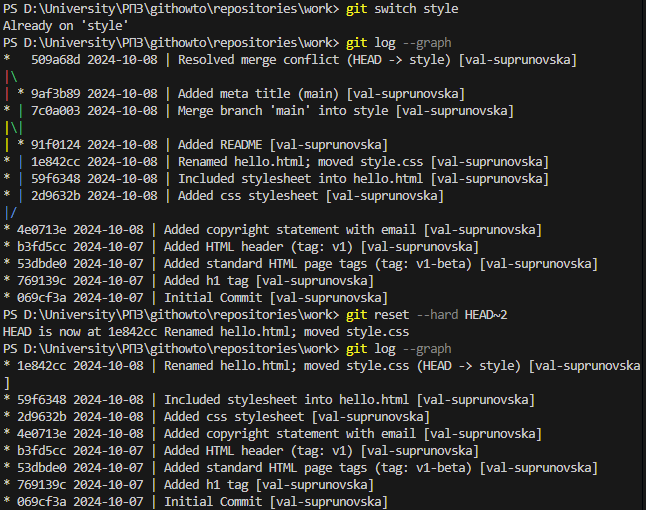 PS D:\University\РПЗ\githowto\repositories\work> git switch style
Already on 'style'
PS D:\University\РПЗ\githowto\repositories\work> git log --graph
*   509a68d 2024-10-08 | Resolved merge conflict (HEAD -> style) [val-suprunovska]
|\
| * 9af3b89 2024-10-08 | Added meta title (main) [val-suprunovska]
* | 7c0a003 2024-10-08 | Merge branch 'main' into style [val-suprunovska]
|\|
| * 91f0124 2024-10-08 | Added README [val-suprunovska]
* | 1e842cc 2024-10-08 | Renamed hello.html; moved style.css [val-suprunovska]
* | 59f6348 2024-10-08 | Included stylesheet into hello.html [val-suprunovska]
* | 2d9632b 2024-10-08 | Added css stylesheet [val-suprunovska]
|/
* 4e0713e 2024-10-08 | Added copyright statement with email [val-suprunovska]
* b3fd5cc 2024-10-07 | Added HTML header (tag: v1) [val-suprunovska]
* 53dbde0 2024-10-07 | Added standard HTML page tags (tag: v1-beta) [val-suprunovska]
* 769139c 2024-10-07 | Added h1 tag [val-suprunovska]
* 069cf3a 2024-10-07 | Initial Commit [val-suprunovska]
PS D:\University\РПЗ\githowto\repositories\work> git reset --hard HEAD~2
HEAD is now at 1e842cc Renamed hello.html; moved style.css
PS D:\University\РПЗ\githowto\repositories\work> git log --graph
* 1e842cc 2024-10-08 | Renamed hello.html; moved style.css (HEAD -> style) [val-suprunovska
]
* 59f6348 2024-10-08 | Included stylesheet into hello.html [val-suprunovska]
* 2d9632b 2024-10-08 | Added css stylesheet [val-suprunovska]
* 4e0713e 2024-10-08 | Added copyright statement with email [val-suprunovska]
* b3fd5cc 2024-10-07 | Added HTML header (tag: v1) [val-suprunovska]
* 53dbde0 2024-10-07 | Added standard HTML page tags (tag: v1-beta) [val-suprunovska]
* 769139c 2024-10-07 | Added h1 tag [val-suprunovska]
* 069cf3a 2024-10-07 | Initial Commit [val-suprunovska]